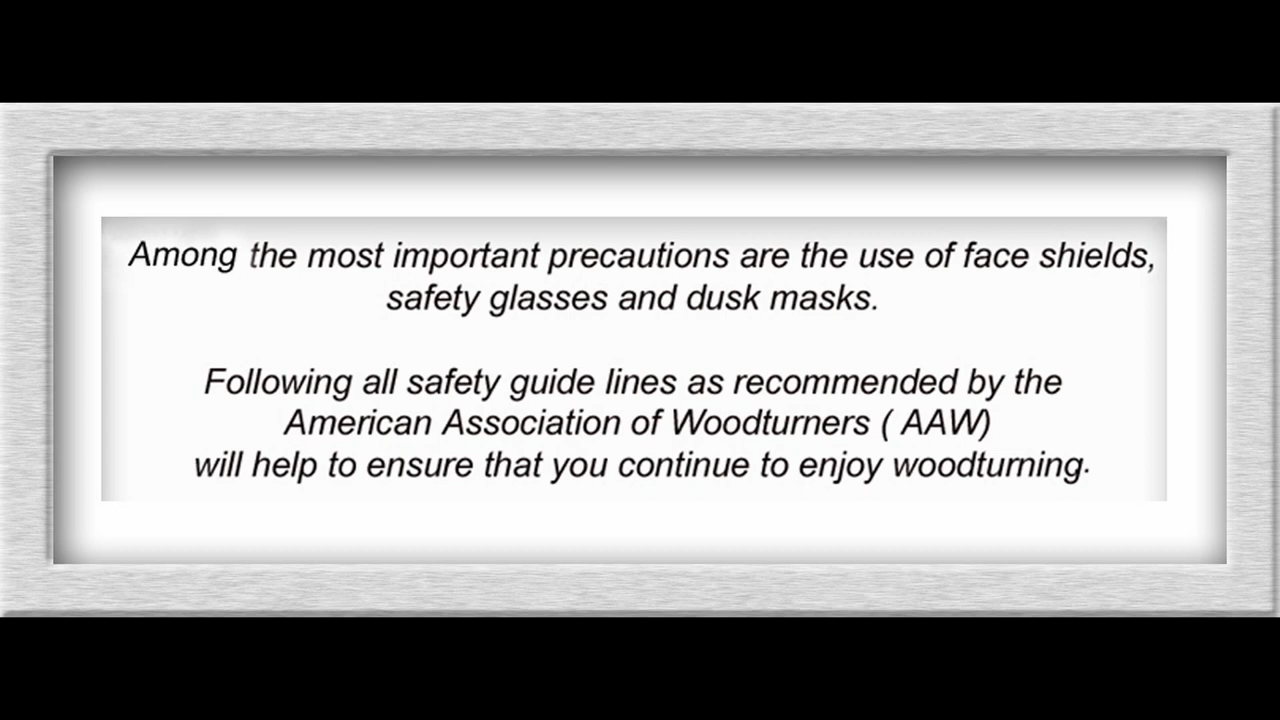 Among the most important precautions are the use of face shields,
safety glasses and dusk masks.
Following all safety guide lines as recommended by the
American Association of Woodturners ( AAW)
will help to ensure that you continue to enjoy woodturning.